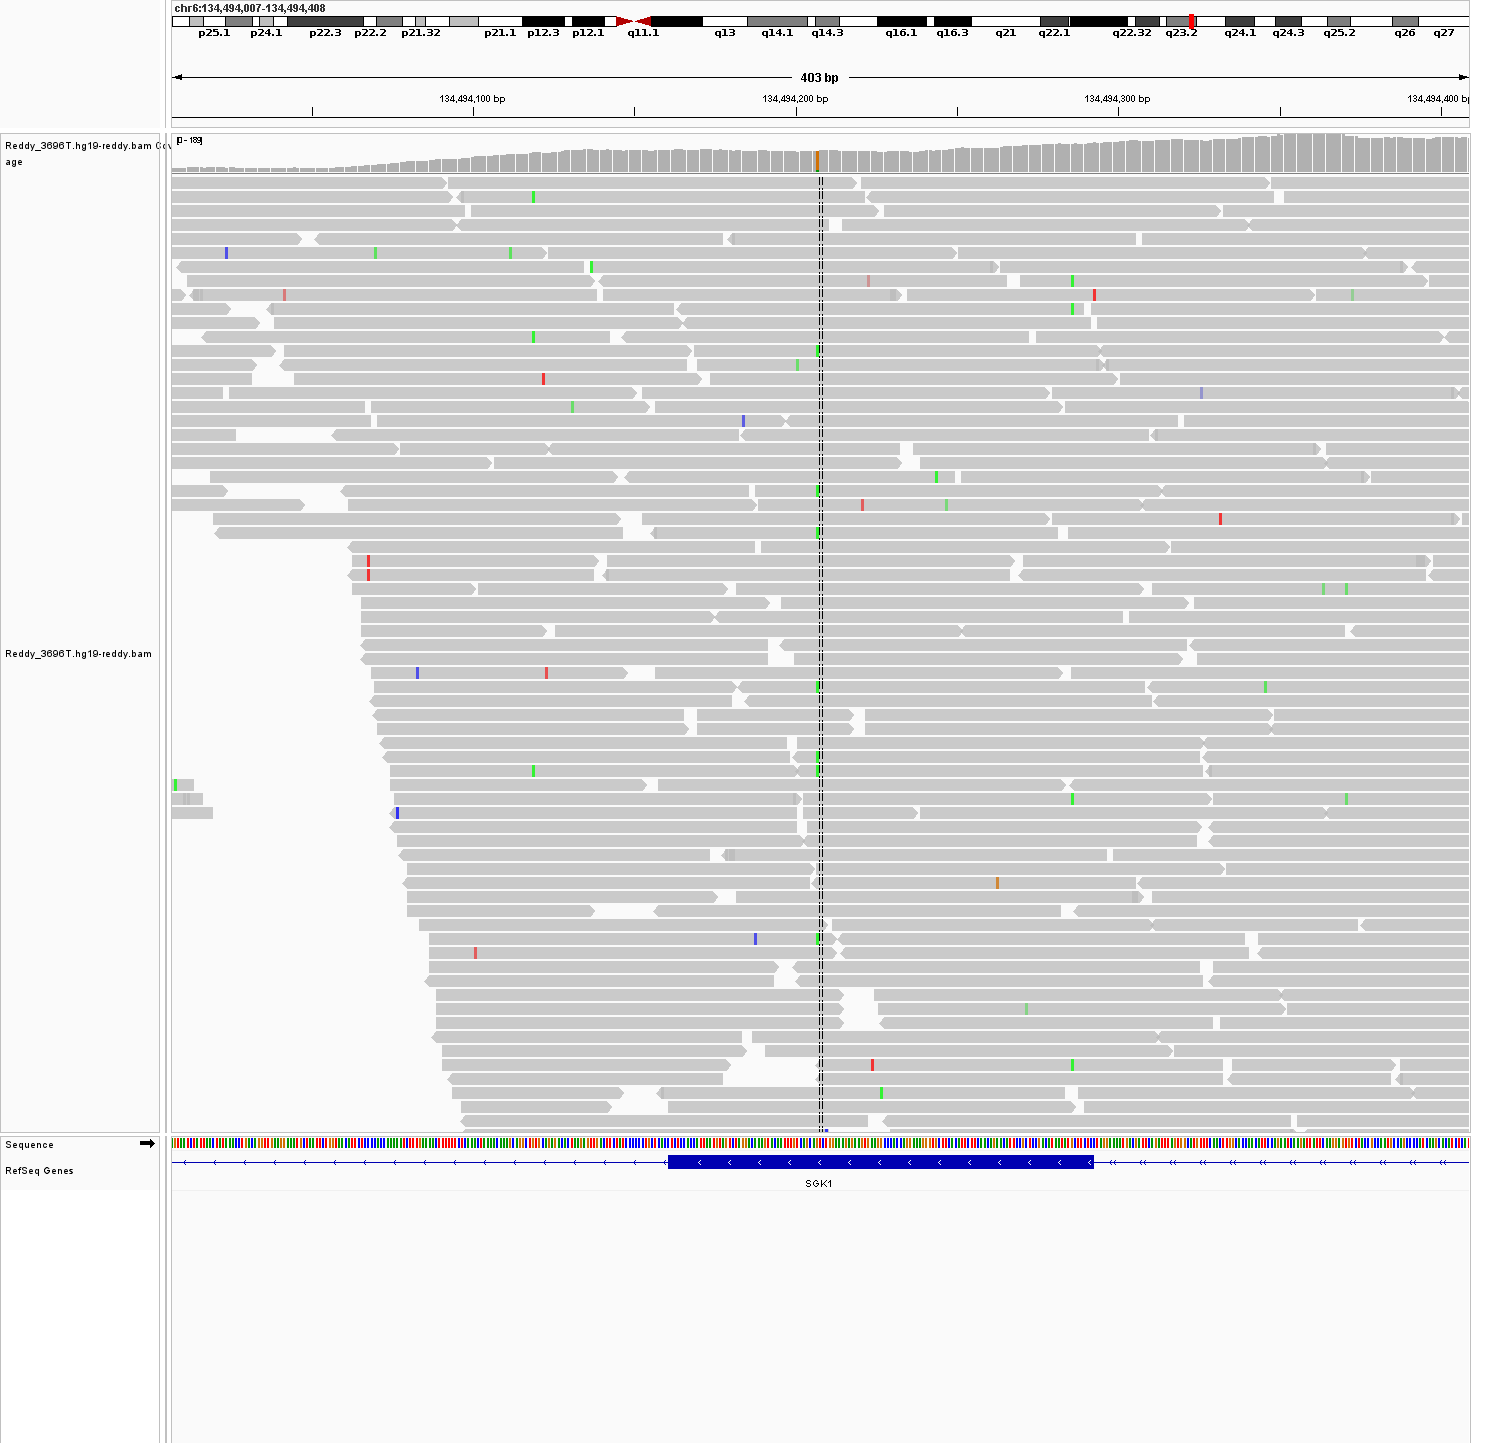 chr6:134,494,007-134,494,408
p25.1 p24.1 p22.3 p22.2 p21.32 p21.1 p12.3 p12.1 q11.1 q13 q14.1 q14.3 q16.1 q16.3 q21 q22.1 q22.32 q23.2 q24.1 q24.3 q25.2 q26 q27
403 bp
134,494,100 bp 134,494,200 bp 134,494,300 bp 134,494,400 bp
Reddy_3696T.hg19-reddy.bam Cov
age
[0 - 189]
Reddy_3696T.hg19-reddy.bam
Sequence
RefSeq Genes
SGK1